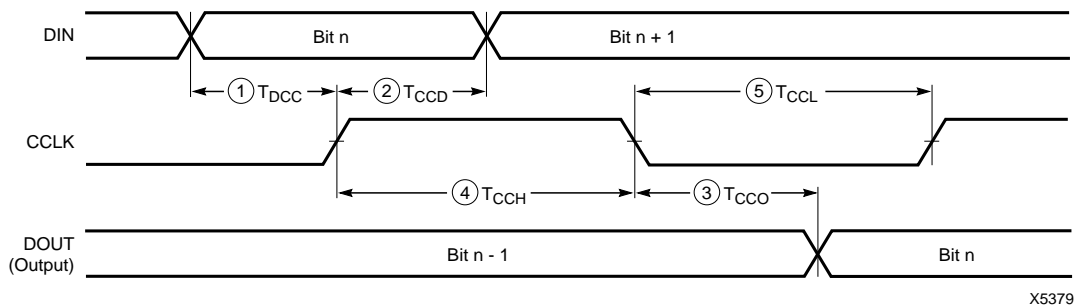 DIN
Bit n
Bit n + 1
1 TDCC
2 TCCD
5 TCCL
CCLK
4 TCCH
3 TCCO
DOUT
(Output)
Bit n - 1
Bit n
X5379